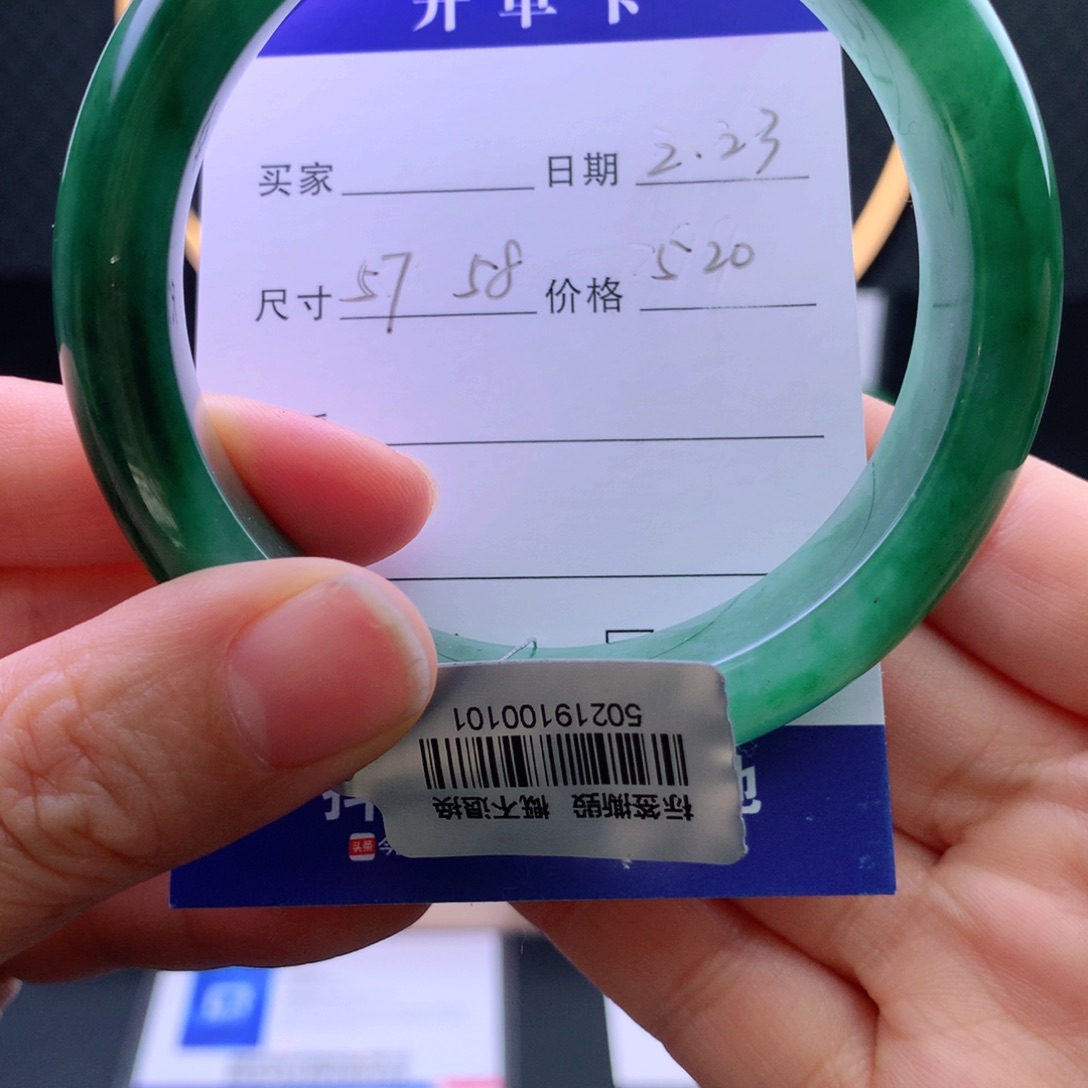 开单卡
买家 日期 2.23
尺寸 57 58 价格 520
50219100101
标签撕毁 概不退换